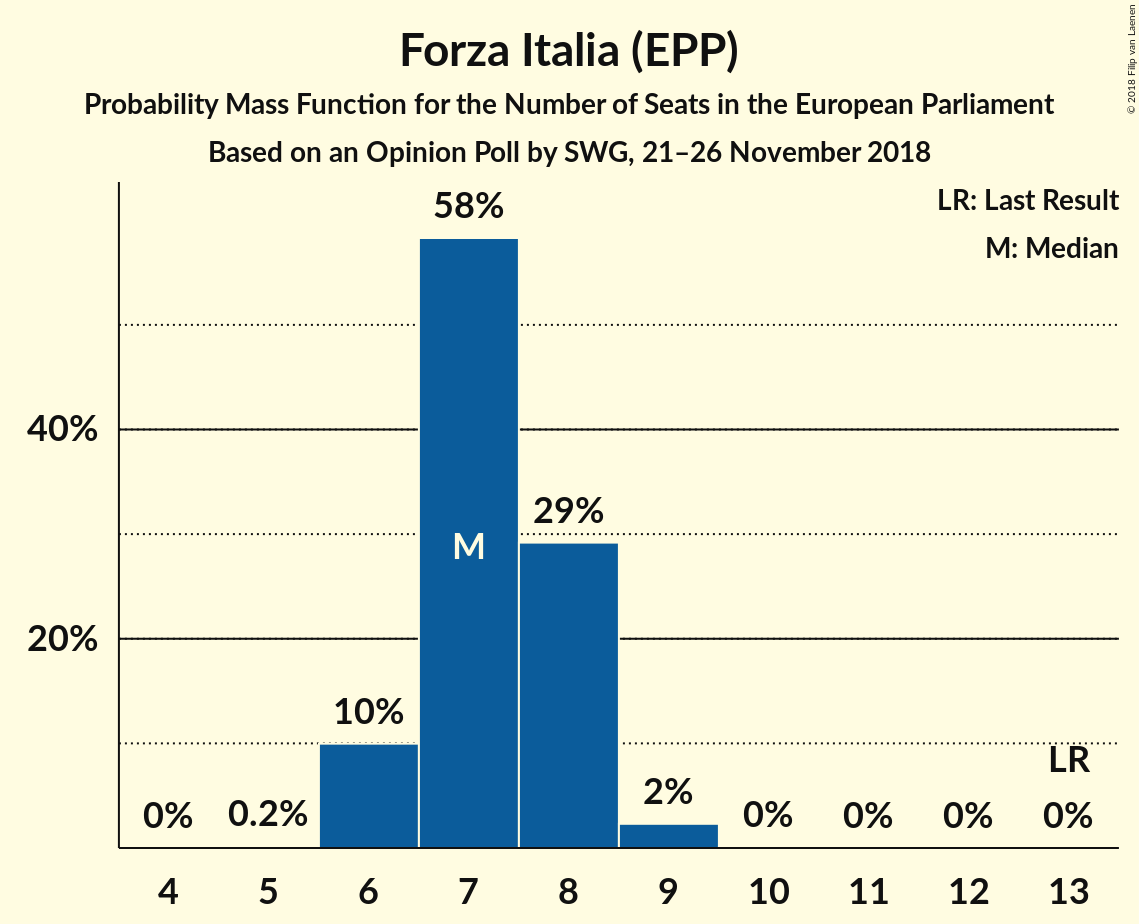 Forza Italia (EPP)
Probability Mass Function for the Number of Seats in the European Parliament
Based on an Opinion Poll by SWG, 21–26 November 2018
© 2018 Filip van Laenen
LR: Last Result
M: Median
58%
40%
29%
M
20%
10%
LR
0%
0.2%
2%
0%
0%
0%
0%
4 5 6 7 8 9 10 11 12 13